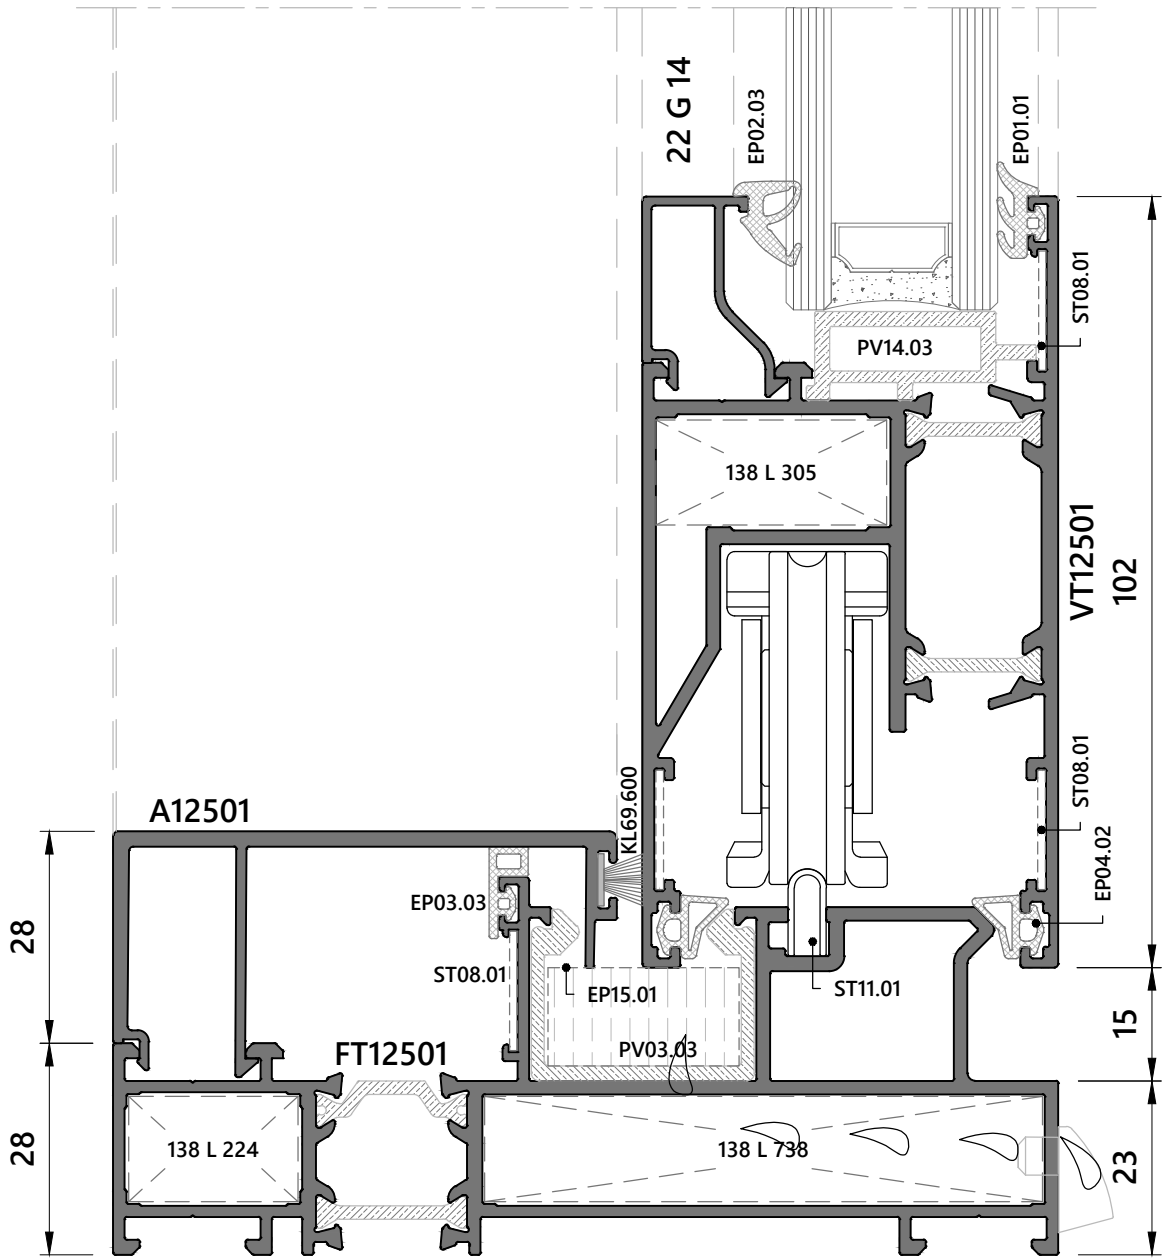 22 G 14
EP02.03
EP01.01
ST08.01
PV14.03
138 L 305
VT12501
102
KL69.600
ST08.01
A12501
EP04.02
28
EP03.03
ST08.01
EP15.01
ST11.01
15
PV03.03
FT12501
28
138 L 224
138 L 738
23